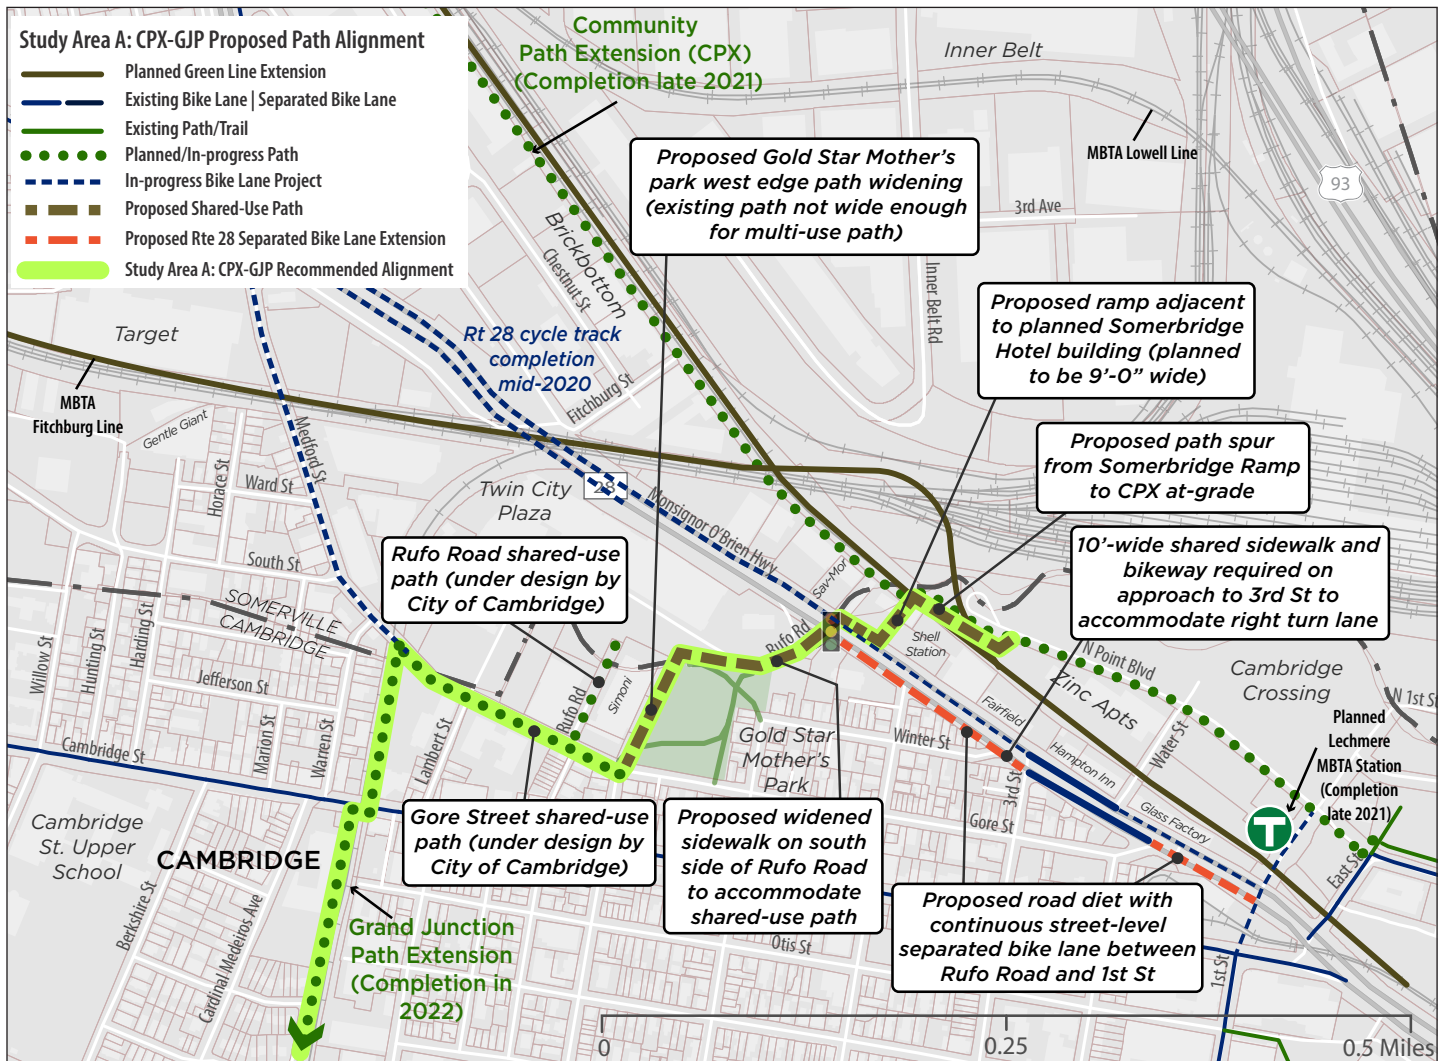 Study Area A: CPX-GJP Proposed Path Alignment
Planned Green Line Extension
Existing Bike Lane | Separated Bike Lane
Existing Path/Trail
Planned/In-progress Path
In-progress Bike Lane Project
Proposed Shared-Use Path
Proposed Rte 28 Separated Bike Lane Extension
Study Area A: CPX-GJP Recommended Alignment
Community
Path Extension (CPX)
(Completion late 2021)
Inner Belt
MBTA Lowell Line
93
Proposed Gold Star Mother's
park west edge path widening
(existing path not wide enough
for multi-use path)
3rd Ave
Inner Belt Rd
Brickbottom
Chestnut St
Fitchburg St
Target
MBTA
Fitchburg Line
Rt 28 cycle track
completion
mid-2020
Proposed ramp adjacent
to planned Somerbridge
Hotel building (planned
to be 9'-0" wide)
Proposed path spur
from Somerbridge Ramp
to CPX at-grade
10'-wide shared sidewalk and
bikeway required on
approach to 3rd St to
accommodate right turn lane
Gentle Giant
Medford St
Horace St
Ward St
South St
Twin City
Plaza
28
Monsignor O'Brien Hwy
Sav-Mor
Rufo Road shared-use
path (under design by
City of Cambridge)
SOMERVILLE
CAMBRIDGE
Willow St
Hunting St
Harding St
Jefferson St
Marion St
Warren St
Lambert St
Cambridge St
Rufo Rd
Simoni
Rufo Rd
Shell
Station
N Point Blvd
Zinc Apts
Cambridge
Crossing
N 1st St
Planned
Lechmere
MBTA Station
(Completion
late 2021)
T
Water St
Fairfield
Hampton Inn
Glass Factory
Winter St
3rd St
Gore St
East St
Gold Star
Mother's
Park
Cambridge
St. Upper
School
CAMBRIDGE
Gore Street shared-use
path (under design by
City of Cambridge)
Proposed widened
sidewalk on south
side of Rufo Road
to accommodate
shared-use path
Proposed road diet with
continuous street-level
separated bike lane between
Rufo Road and 1st St
Berkshire St
Cardinal Medeiros Ave
Grand Junction
Path Extension
(Completion in
2022)
Otis St
1st St
0
0.25
0.5 Miles